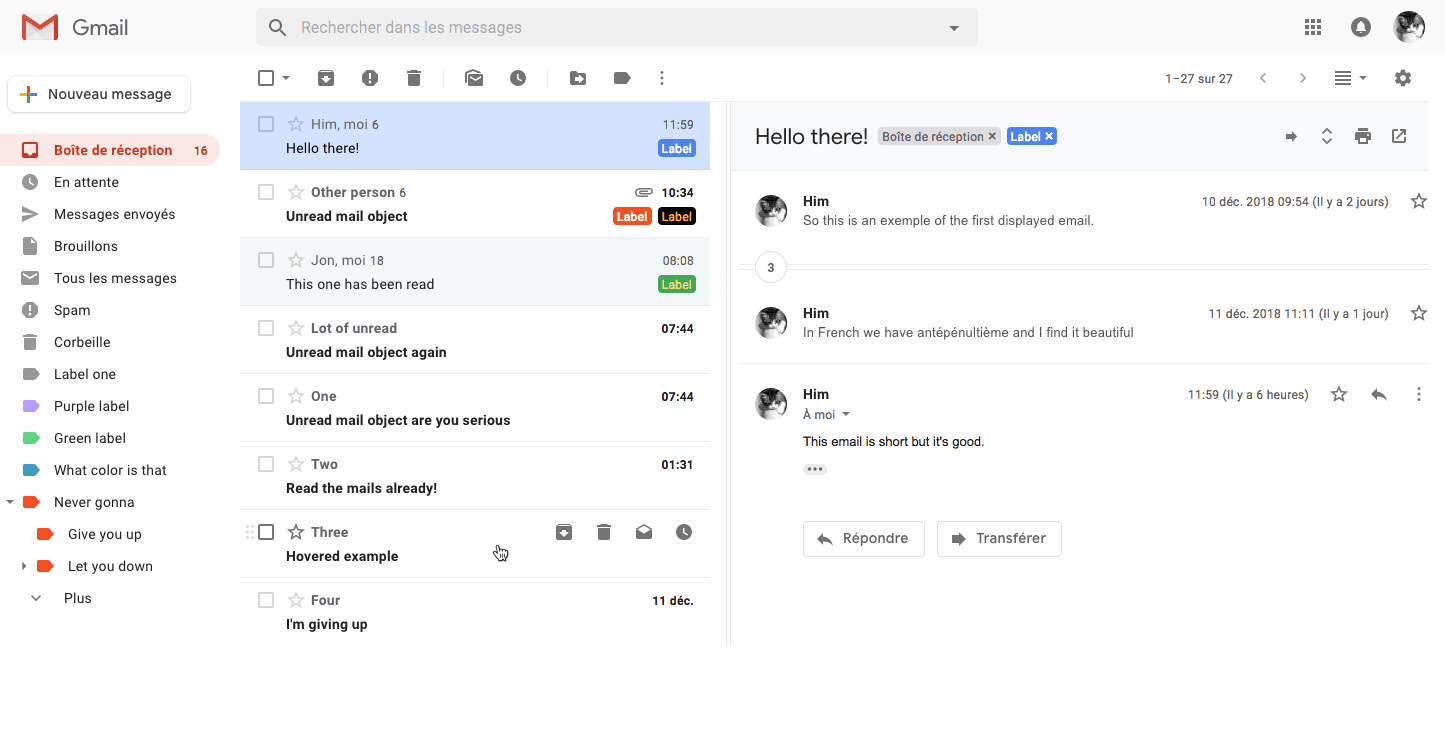 Gmail
Rechercher dans les messages
Nouveau message
1–27 sur 27
Boîte de réception 16
En attente
Messages envoyés
Brouillons
Tous les messages
Spam
Corbeille
Label one
Purple label
Green label
What color is that
Never gonna
Give you up
Let you down
Plus
Him, moi 6 11:59
Hello there! Label
Other person 6 10:34
Unread mail object Label Label
Jon, moi 18 08:08
This one has been read Label
Lot of unread 07:44
Unread mail object again
One 07:44
Unread mail object are you serious
Two 01:31
Read the mails already!
Three
Hovered example
Four 11 déc.
I'm giving up
Hello there! Boîte de réception × Label ×
Him 10 déc. 2018 09:54 (Il y a 2 jours)
So this is an exemple of the first displayed email.
3
Him 11 déc. 2018 11:11 (Il y a 1 jour)
In French we have antépénultième and I find it beautiful
Him 11:59 (Il y a 6 heures)
À moi
This email is short but it's good.
Répondre Transférer